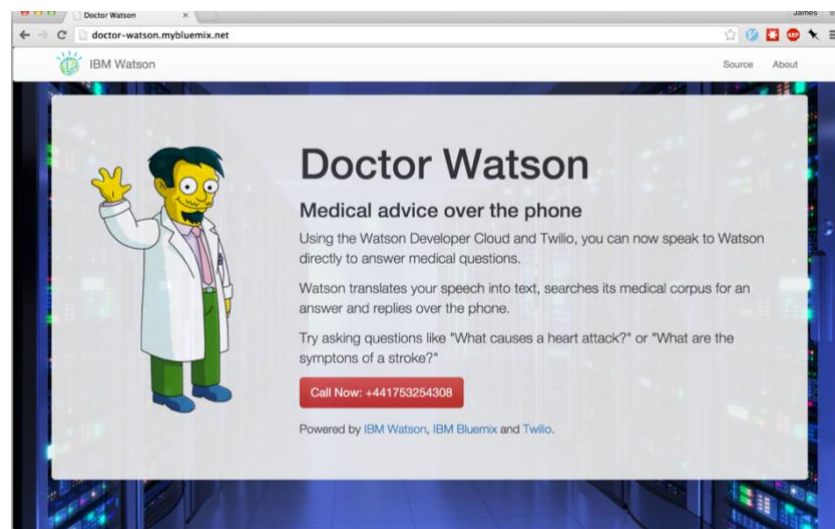 Doctor Watson
James
doctor-watson.mybluemix.net
ABP
IBM Watson
Source About
Doctor Watson
Medical advice over the phone
Using the Watson Developer Cloud and Twilio, you can now speak to Watson
directly to answer medical questions.
Watson translates your speech into text, searches its medical corpus for an
answer and replies over the phone.
Try asking questions like "What causes a heart attack?" or "What are the
symptons of a stroke?"
Call Now: +441753254308
Powered by IBM Watson, IBM Bluemix and Twilio.